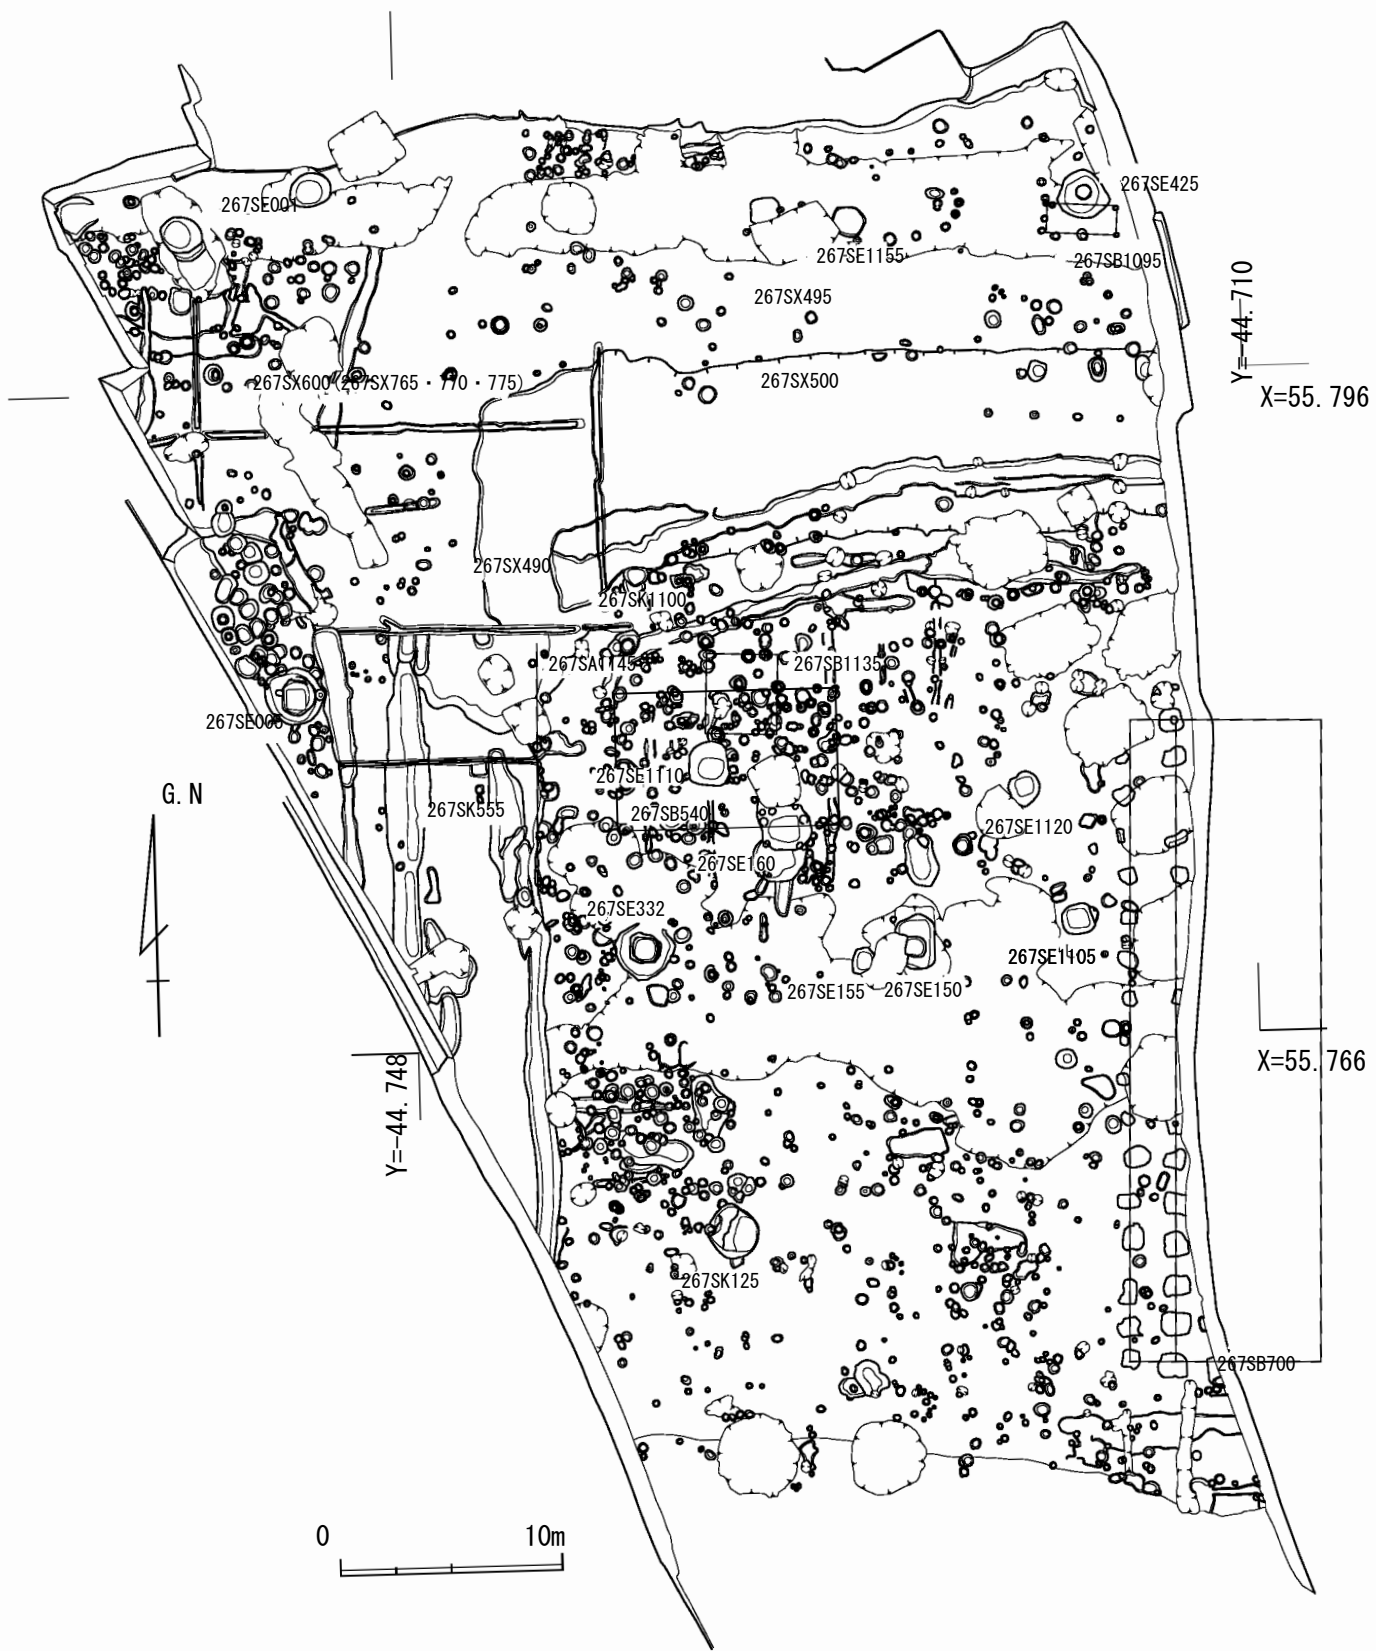 267SE425
267SE001
267SE1155
267SB1095
267SX495
Y=-44.710
267SX500
267SX600(267SX765・770・775)
X=55.796
267SX490
267SK1100
267SA1145
267SB1135
267SE006
267SE1110
G.N
267SK555
267SB540
267SE1120
267SE160
267SE332
267SE1105
267SE155
267SE150
X=55.766
Y=-44.748
267SK125
267SB700
0
10m